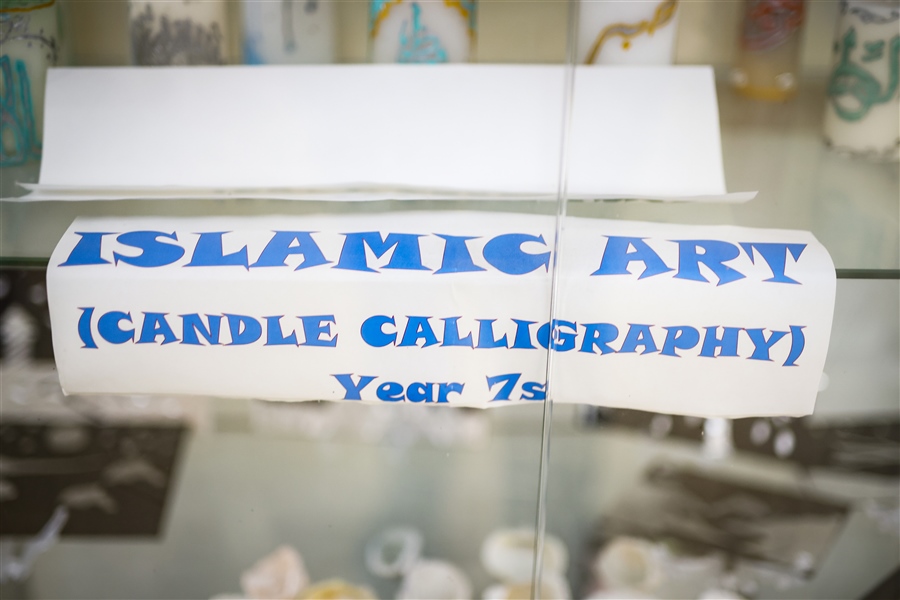 ISLAMIC ART
(CANDLE CALLIGRAPHY)
Year 7s